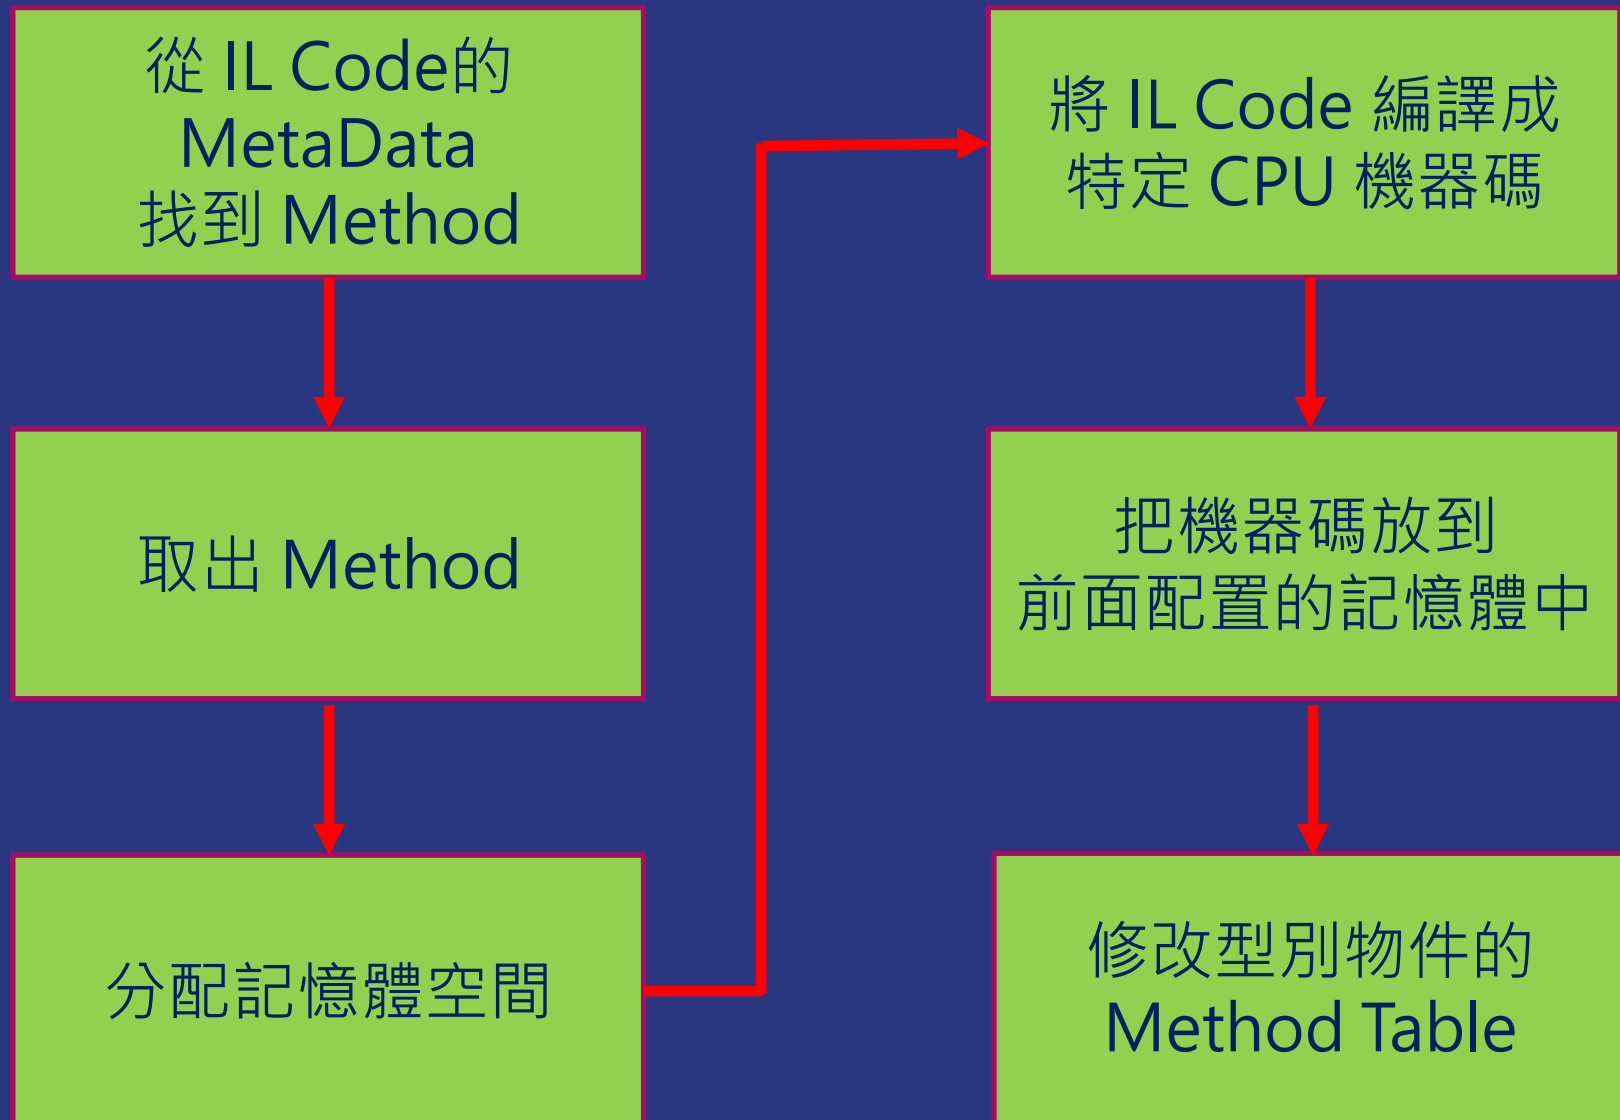 從 IL Code的
MetaData
找到 Method
取出 Method
分配記憶體空間
將 IL Code 編譯成
特定 CPU 機器碼
把機器碼放到
前面配置的記憶體中
修改型別物件的
Method Table